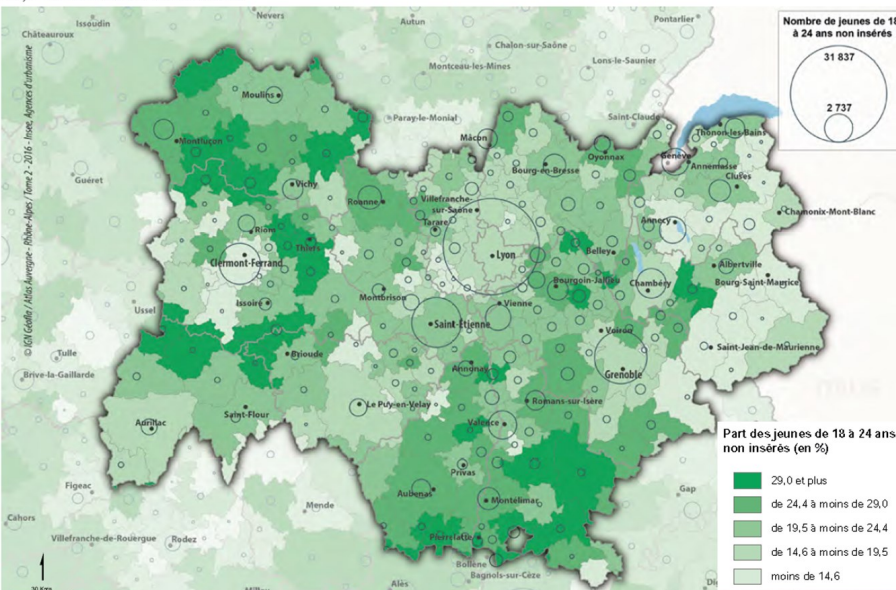 Nombre de jeunes de 18
à 24 ans non insérés
31 837
2 737
Part des jeunes de 18 à 24 ans
non insérés (en %)
29,0 et plus
de 24,4 à moins de 29,0
de 19,5 à moins de 24,4
de 14,6 à moins de 19,5
moins de 14,6
© IGN Géofla / Atlas Auvergne - Rhône-Alpes / Tome 2 - 2016 - Insee, Agences d'urbanisme
Issoudin
Nevers
Autun
Pontarlier
Châteauroux
Chalon-sur-Saône
Lons-le-Saunier
Montceau-les-Mines
Moulins
Paray-le-Monial
Saint-Claude
Mâcon
Thonon-les-Bains
Montluçon
Oyonnax
Genève
Annemasse
Bourg-en-Bresse
Cluses
Guéret
Vichy
Roanne
Villefranche-
sur-Saône
Tarare
Annecy
Chamonix-Mont-Blanc
Riom
Thiers
Lyon
Belley
Clermont-Ferrand
Albertville
Bourgoin-Jallieu
Chambéry
Bourg-Saint-Maurice
Issoire
Montbrison
Vienne
Ussel
Saint-Étienne
Voiron
Tulle
Brioude
Saint-Jean-de-Maurienne
Brive-la-Gaillarde
Annonay
Grenoble
Le Puy-en-Velay
Romans-sur-Isère
Saint-Flour
Aurillac
Valence
Privas
Figeac
Aubenas
Montélimar
Gap
Mende
Cahors
Villefranche-de-Rouergue
Rodez
Pierrelatte
Bollène
Bagnols-sur-Cèze
Alès